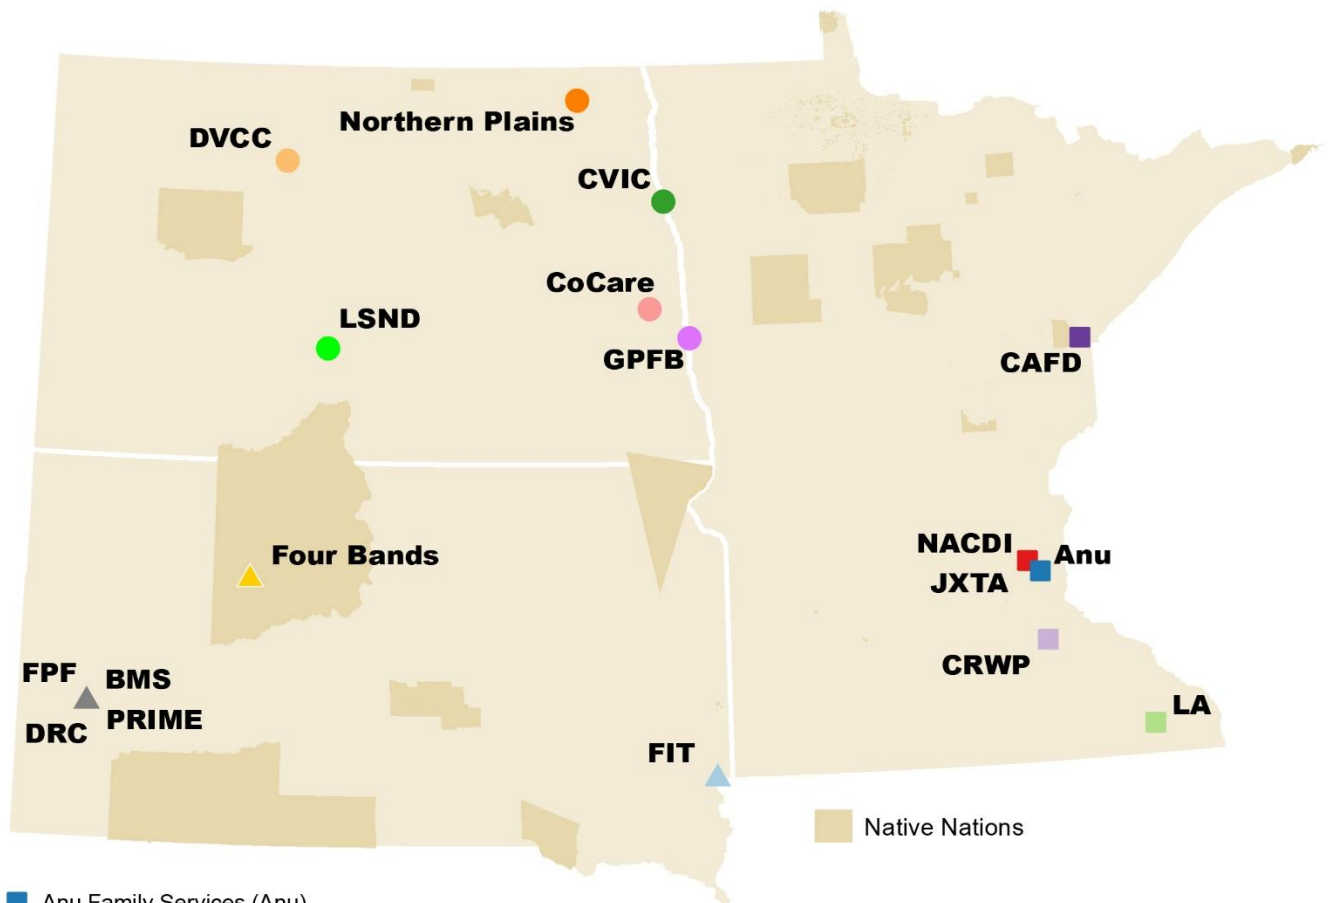 Northern Plains
DVCC
CVIC
CoCare
LSND
GPFB
CAFD
NACDI
Anu
Four Bands
JXTA
CRWP
FPF
BMS
LA
PRIME
DRC
FIT
Native Nations
Anu Family Services (Anu)